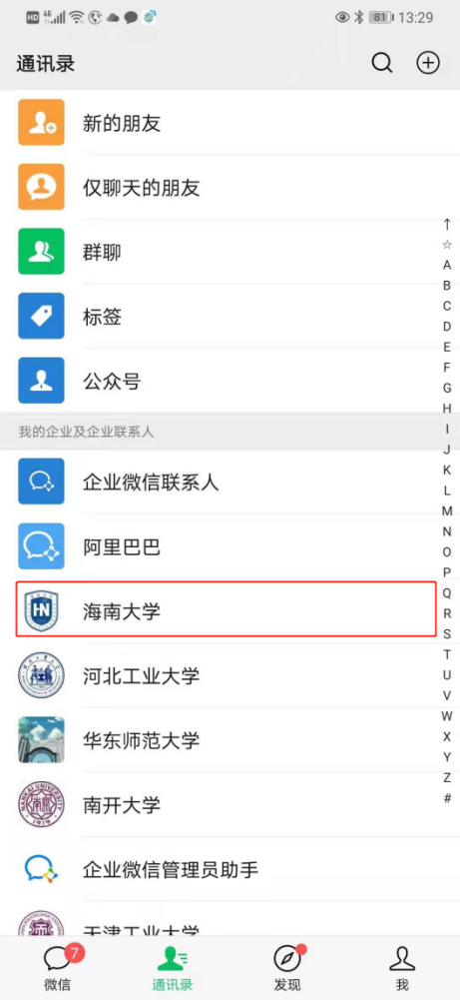 HD 46 81 13:29
通讯录
新的朋友
仅聊天的朋友
群聊
标签
公众号
我的企业及企业联系人
企业微信联系人
阿里巴巴
海南大学
河北工业大学
华东师范大学
南开大学
企业微信管理员助手
天津工业大学
↑
☆
A
B
C
D
E
F
G
H
I
J
K
L
M
N
O
P
Q
R
S
T
U
V
W
X
Y
Z
#
7
微信 通讯录 发现 我